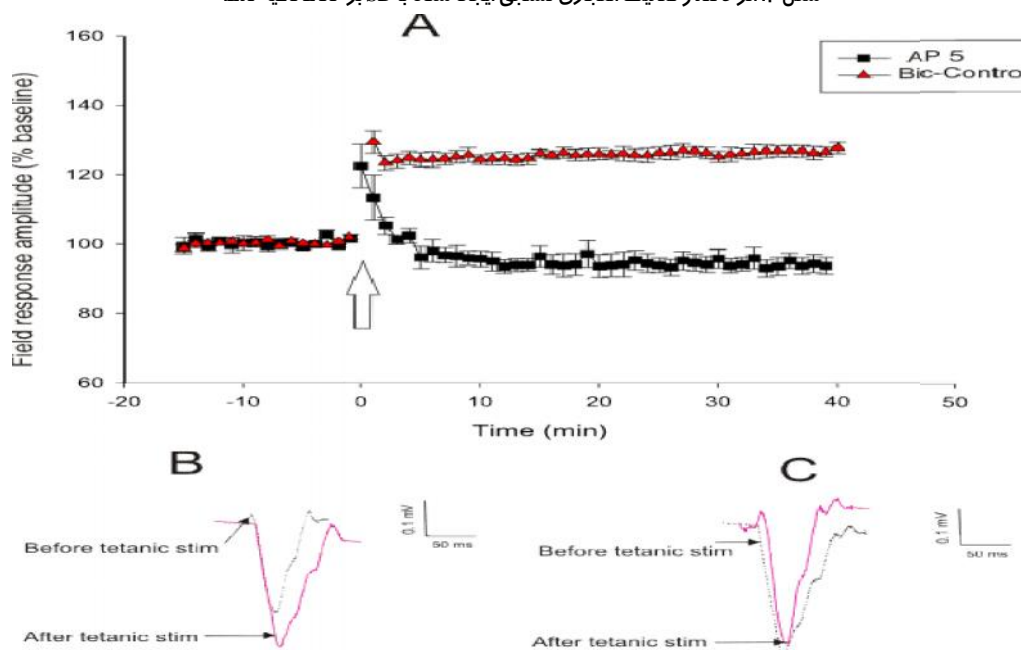 A
160
140
120
100
80
60
Field response amplitude (% baseline)
AP 5
Bic-Contro
-20
-10
0
10
20
30
40
50
Time (min)
B
Before tetanic stim
After tetanic stim
0.1 mV
50 ms
C
Before tetanic stim
After tetanic stim
0.1 mV
50 ms